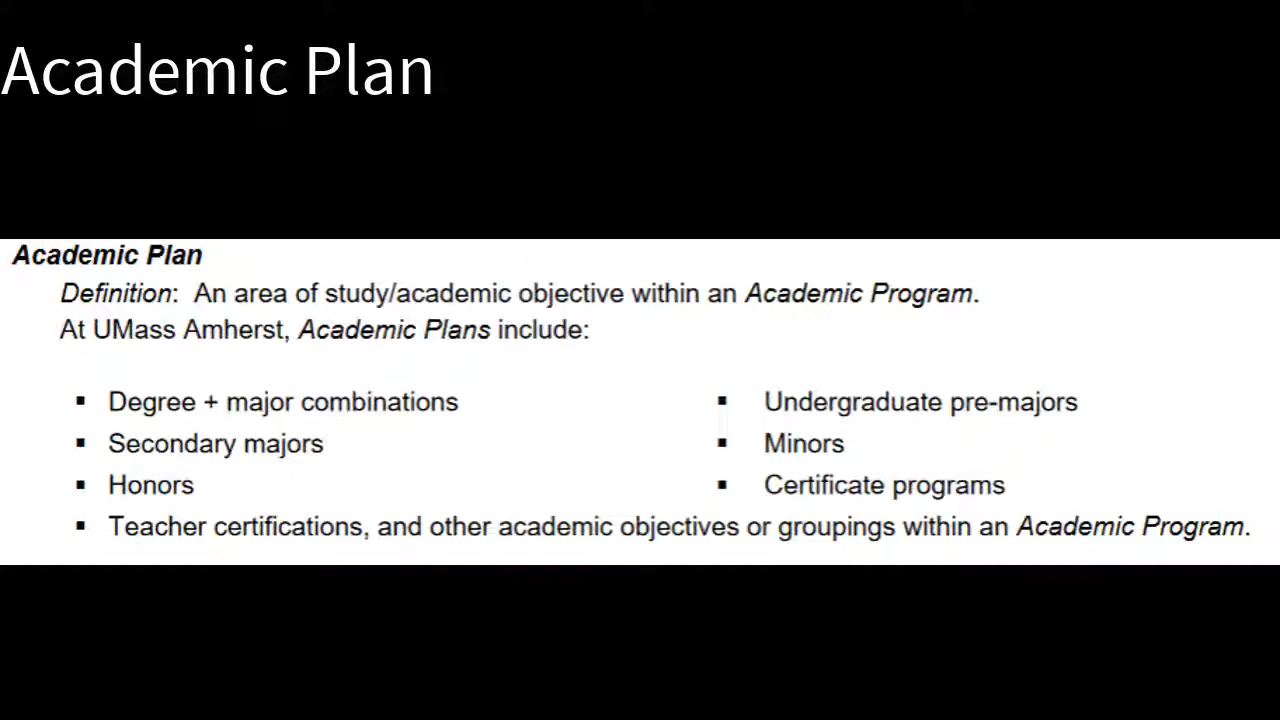 Academic Plan
Academic Plan
Definition: An area of study/academic objective within an Academic Program.
At UMass Amherst, Academic Plans include:
▪ Degree + major combinations
▪ Secondary majors
▪ Honors
▪ Undergraduate pre-majors
▪ Minors
▪ Certificate programs
▪ Teacher certifications, and other academic objectives or groupings within an Academic Program.